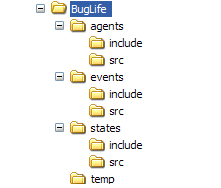 BugLife
agents
include
src
events
include
src
states
include
src
temp